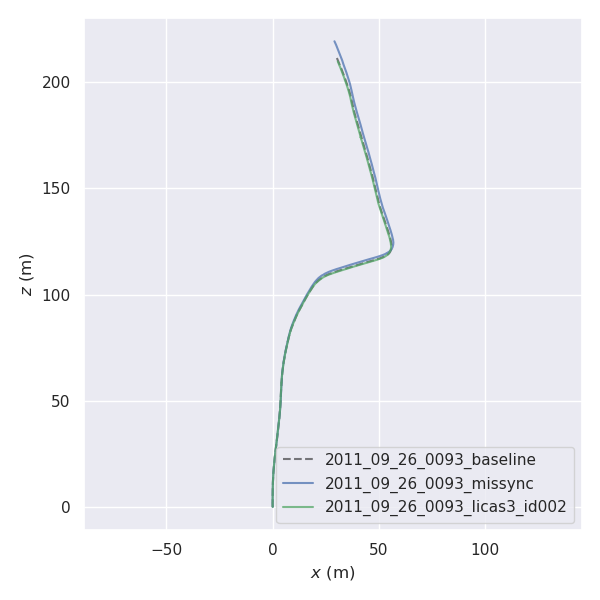 200
150
100
50
0
z (m)
2011_09_26_0093_baseline
2011_09_26_0093_missync
2011_09_26_0093_licas3_id002
−50
0
50
100
x (m)